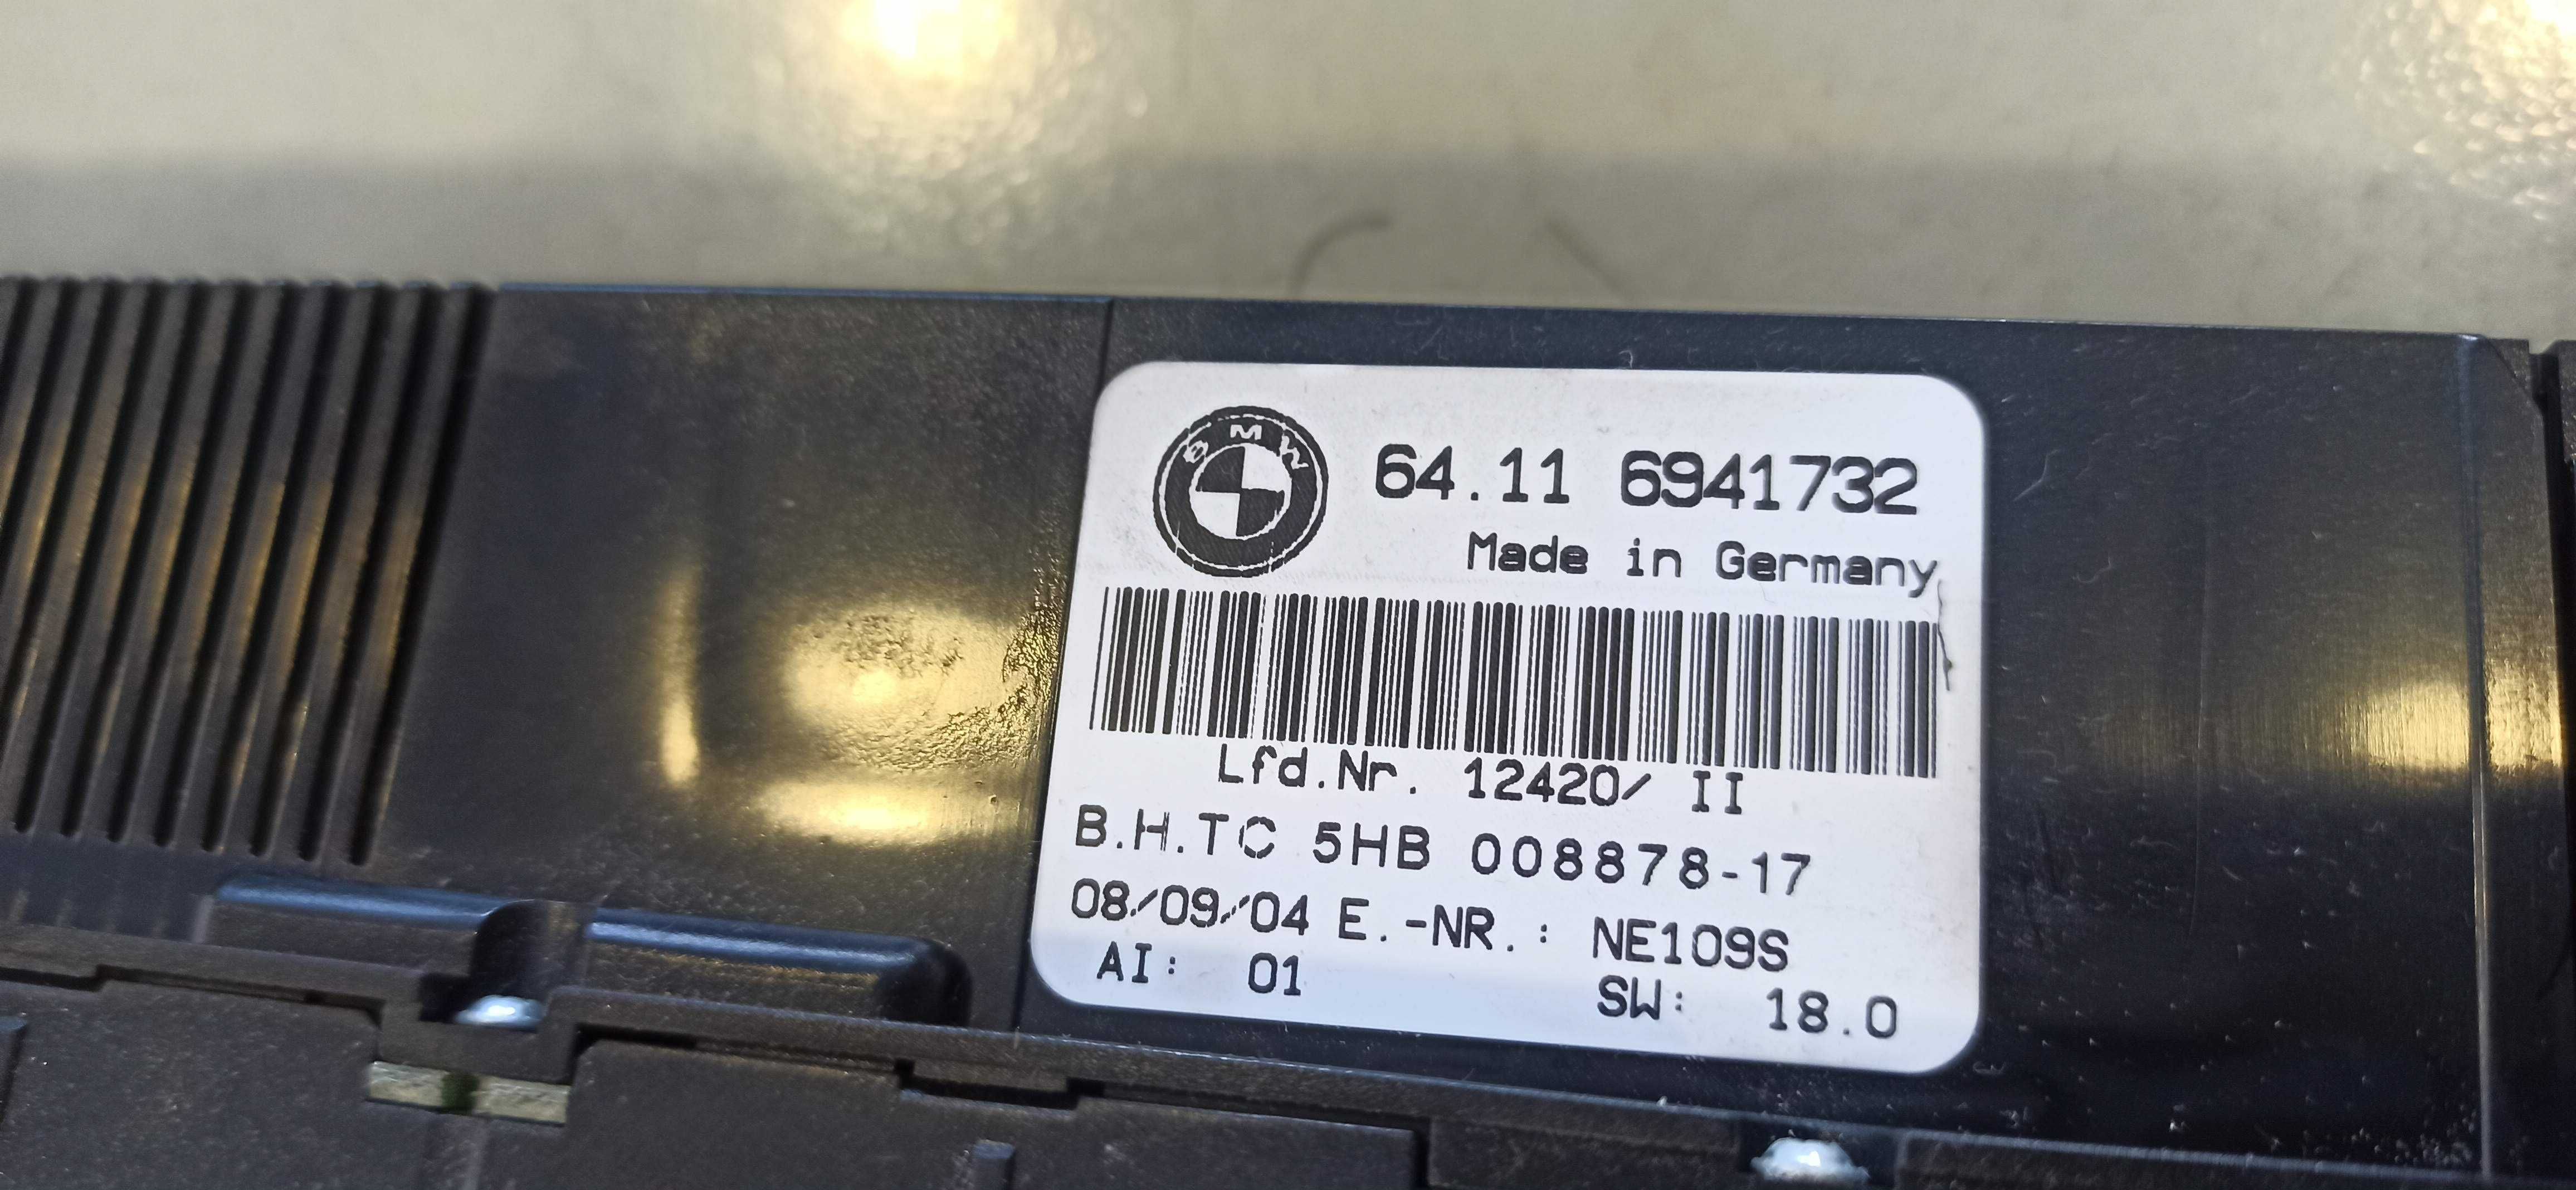 BMW 64.11 6941732
Made in Germany
Lfd.Nr. 12420/ II
B.H.TC 5HB 008878-17
08/09/04 E.-NR.: NE109S
AI: 01 SW: 18.0